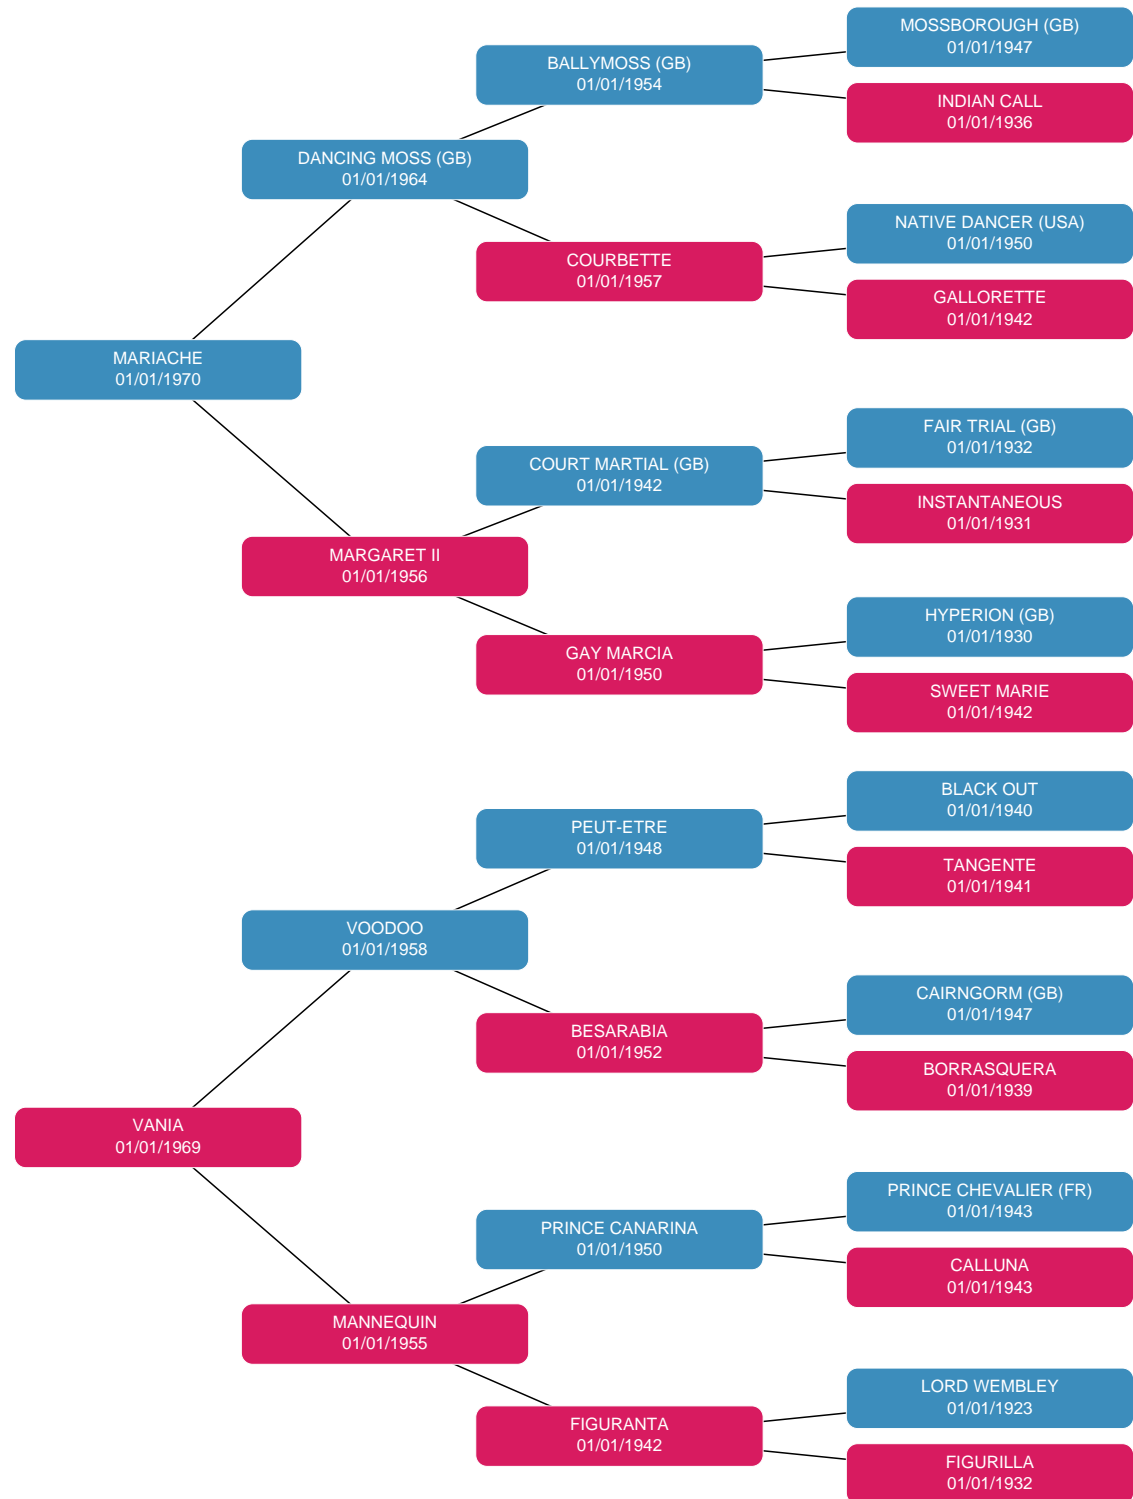 MOSSBOROUGH (GB)
01/01/1947
BALLYMOSS (GB)
01/01/1954
INDIAN CALL
01/01/1936
DANCING MOSS (GB)
01/01/1964
NATIVE DANCER (USA)
01/01/1950
COURBETTE
01/01/1957
GALLORETTE
01/01/1942
MARIACHE
01/01/1970
FAIR TRIAL (GB)
01/01/1932
COURT MARTIAL (GB)
01/01/1942
INSTANTANEOUS
01/01/1931
MARGARET II
01/01/1956
HYPERION (GB)
01/01/1930
GAY MARCIA
01/01/1950
SWEET MARIE
01/01/1942
BLACK OUT
01/01/1940
PEUT-ETRE
01/01/1948
TANGENTE
01/01/1941
VOODOO
01/01/1958
CAIRNGORM (GB)
01/01/1947
BESARABIA
01/01/1952
BORRASQUERA
01/01/1939
VANIA
01/01/1969
PRINCE CHEVALIER (FR)
01/01/1943
PRINCE CANARINA
01/01/1950
CALLUNA
01/01/1943
MANNEQUIN
01/01/1955
LORD WEMBLEY
01/01/1923
FIGURANTA
01/01/1942
FIGURILLA
01/01/1932